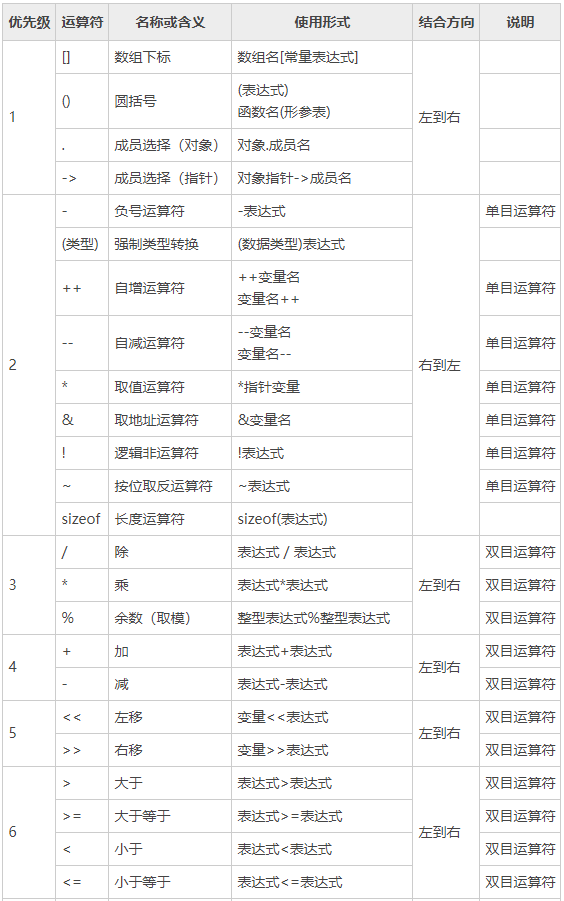 优先级 运算符 名称或含义 使用形式 结合方向 说明
1 [] 数组下标 数组名[常量表达式] 左到右
() 圆括号 (表达式)
函数名(形参表)
. 成员选择（对象） 对象.成员名
-> 成员选择（指针） 对象指针->成员名
2 - 负号运算符 -表达式 右到左 单目运算符
(类型) 强制类型转换 (数据类型)表达式
++ 自增运算符 ++变量名 单目运算符
变量名++
-- 自减运算符 --变量名 单目运算符
变量名--
* 取值运算符 *指针变量 单目运算符
& 取地址运算符 &变量名 单目运算符
! 逻辑非运算符 !表达式 单目运算符
~ 按位取反运算符 ~表达式 单目运算符
sizeof 长度运算符 sizeof(表达式)
3 / 除 表达式 / 表达式 左到右 双目运算符
* 乘 表达式*表达式 双目运算符
% 余数（取模） 整型表达式%整型表达式 双目运算符
4 + 加 表达式+表达式 左到右 双目运算符
- 减 表达式-表达式 双目运算符
5 << 左移 变量<<表达式 左到右 双目运算符
>> 右移 变量>>表达式 双目运算符
6 > 大于 表达式>表达式 左到右 双目运算符
>= 大于等于 表达式>=表达式 双目运算符
< 小于 表达式<表达式 双目运算符
<= 小于等于 表达式<=表达式 双目运算符